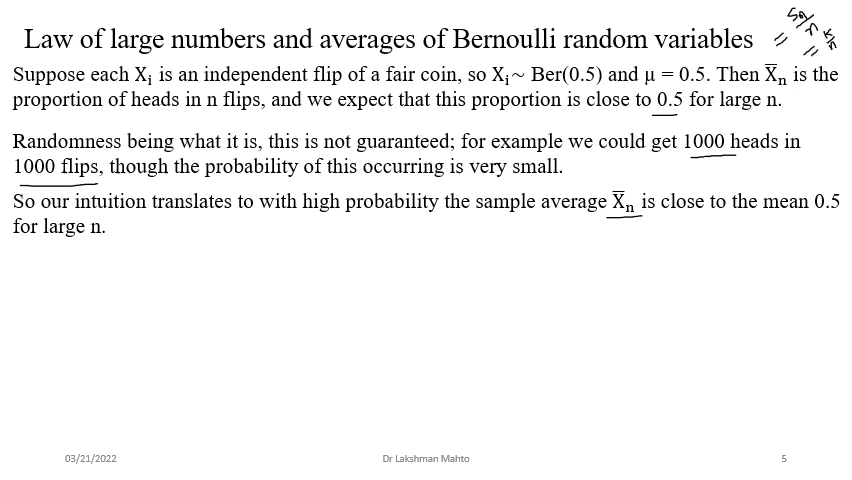 Law of large numbers and averages of Bernoulli random variables
Suppose each Xᵢ is an independent flip of a fair coin, so Xᵢ~ Ber(0.5) and μ = 0.5. Then X̅ₙ is the
proportion of heads in n flips, and we expect that this proportion is close to 0.5 for large n.
Randomness being what it is, this is not guaranteed; for example we could get 1000 heads in
1000 flips, though the probability of this occurring is very small.
So our intuition translates to with high probability the sample average X̅ₙ is close to the mean 0.5
for large n.
03/21/2022
Dr Lakshman Mahto
5